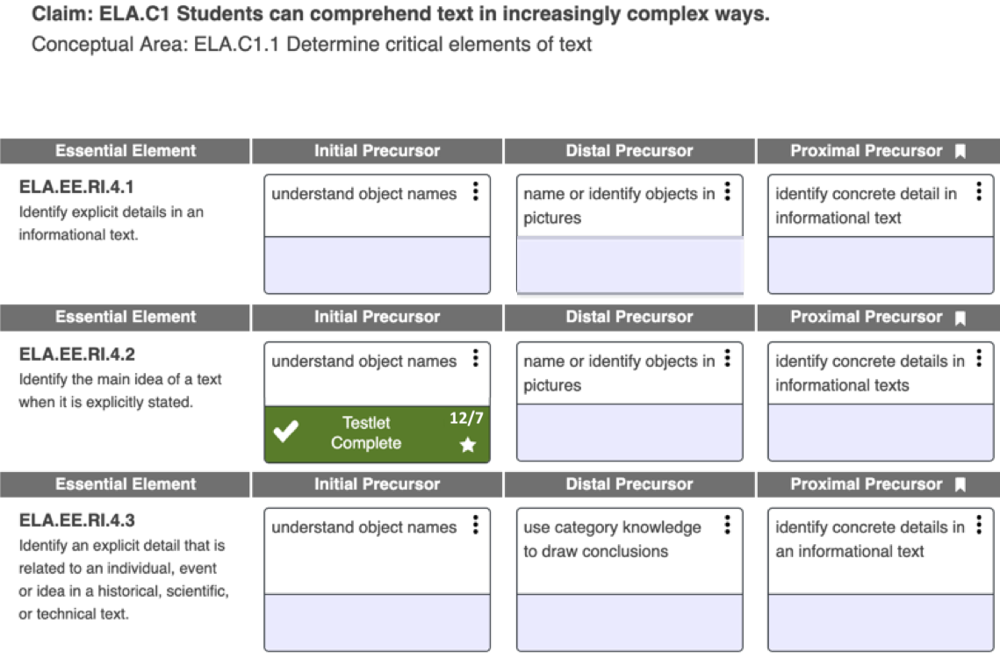 Claim: ELA.C1 Students can comprehend text in increasingly complex ways.
Conceptual Area: ELA.C1.1 Determine critical elements of text
Essential Element Initial Precursor Distal Precursor Proximal Precursor
ELA.EE.RI.4.1
Identify explicit details in an
informational text.
understand object names
name or identify objects in
pictures
identify concrete detail in
informational text
Essential Element Initial Precursor Distal Precursor Proximal Precursor
ELA.EE.RI.4.2
Identify the main idea of a text
when it is explicitly stated.
understand object names
Testlet
Complete
12/7
name or identify objects in
pictures
identify concrete details in
informational texts
Essential Element Initial Precursor Distal Precursor Proximal Precursor
ELA.EE.RI.4.3
Identify an explicit detail that is
related to an individual, event
or idea in a historical, scientific,
or technical text.
understand object names
use category knowledge
to draw conclusions
identify concrete details in
an informational text